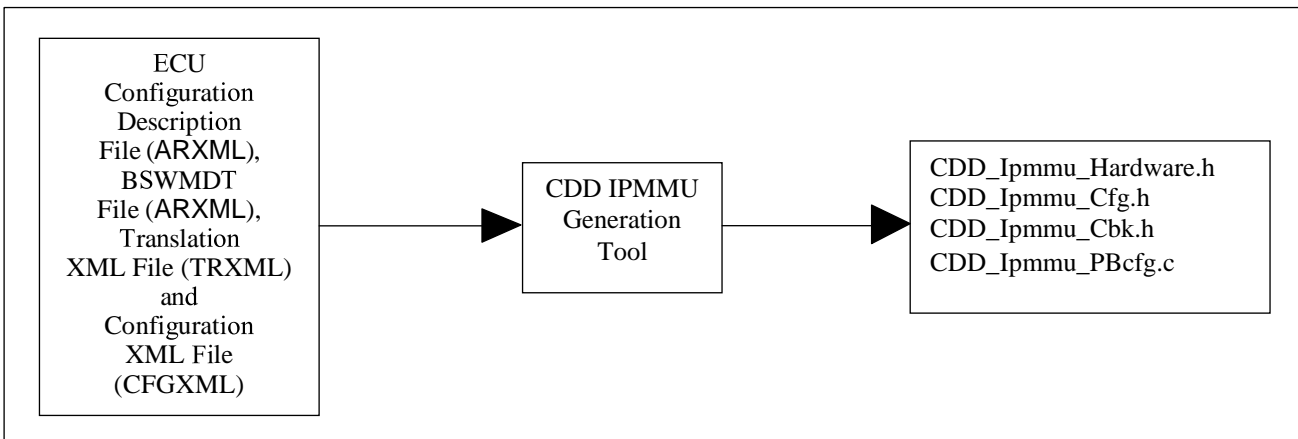 ECU
Configuration
Description
File (ARXML),
BSWMDT
File (ARXML),
Translation
XML File (TRXML)
and
Configuration
XML File
(CFGXML)
CDD IPMMU
Generation
Tool
CDD_Ipmmu_Hardware.h
CDD_Ipmmu_Cfg.h
CDD_Ipmmu_Cbk.h
CDD_Ipmmu_PBcfg.c